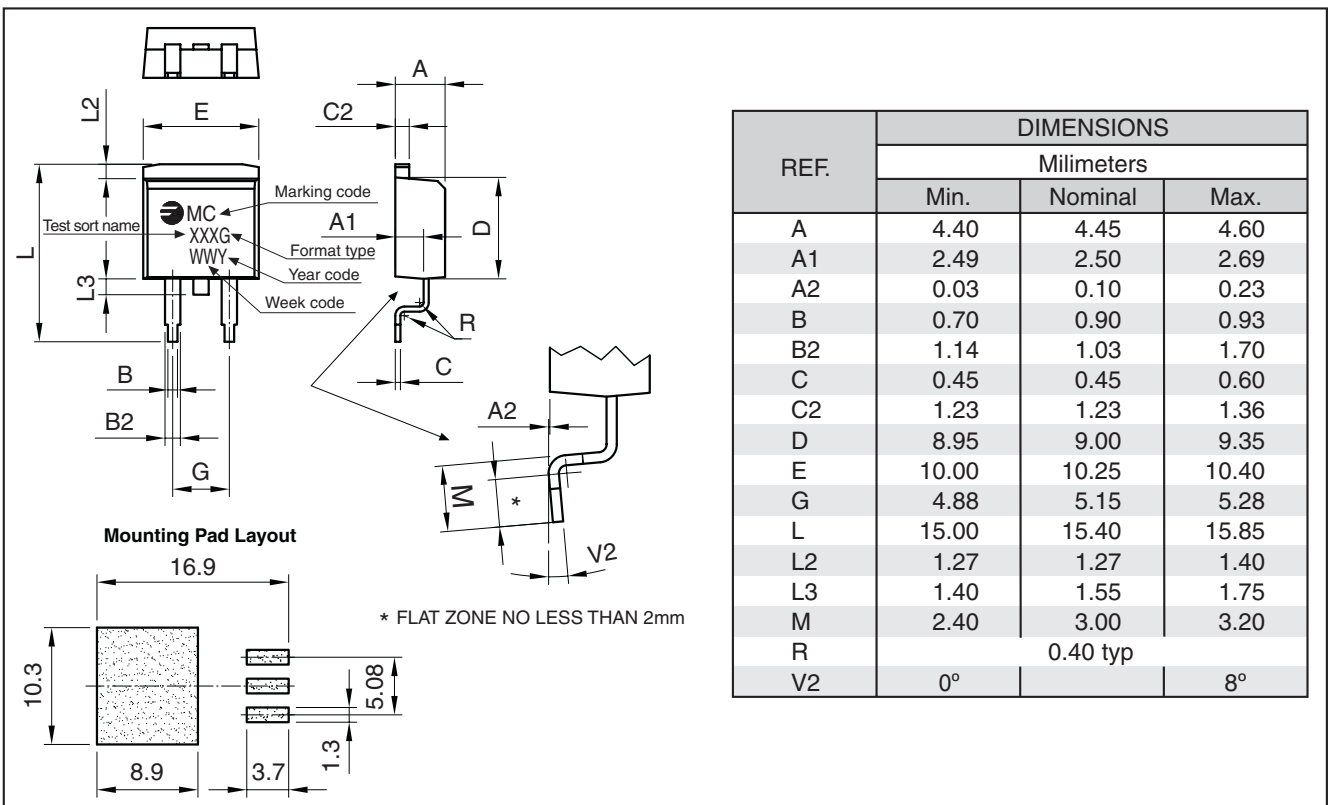 A
L2
E
C2
Marking code
MC
Test sort name
XXXG
Format type
WWY
Year code
Week code
A1
D
L
L3
R
B
C
A2
B2
G
M
*
V2
Mounting Pad Layout
16.9
* FLAT ZONE NO LESS THAN 2mm
10.3
5.08
1.3
8.9
3.7
REF. DIMENSIONS
Milimeters
Min. Nominal Max.
A 4.40 4.45 4.60
A1 2.49 2.50 2.69
A2 0.03 0.10 0.23
B 0.70 0.90 0.93
B2 1.14 1.03 1.70
C 0.45 0.45 0.60
C2 1.23 1.23 1.36
D 8.95 9.00 9.35
E 10.00 10.25 10.40
G 4.88 5.15 5.28
L 15.00 15.40 15.85
L2 1.27 1.27 1.40
L3 1.40 1.55 1.75
M 2.40 3.00 3.20
R 0.40 typ
V2 0º 8º